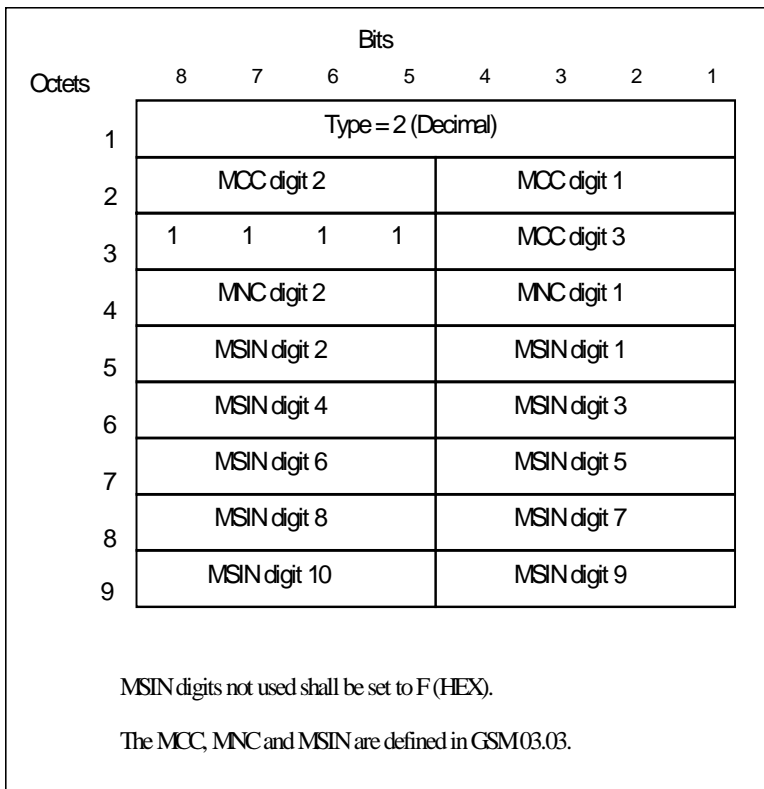 Bits
Octets 8 7 6 5 4 3 2 1
1 Type = 2 (Decimal)
2 MCC digit 2 MCC digit 1
3 1 1 1 1 MCC digit 3
4 MNC digit 2 MNC digit 1
5 MSIN digit 2 MSIN digit 1
6 MSIN digit 4 MSIN digit 3
7 MSIN digit 6 MSIN digit 5
8 MSIN digit 8 MSIN digit 7
9 MSIN digit 10 MSIN digit 9
MSIN digits not used shall be set to F (HEX).
The MCC, MNC and MSIN are defined in GSM 03.03.